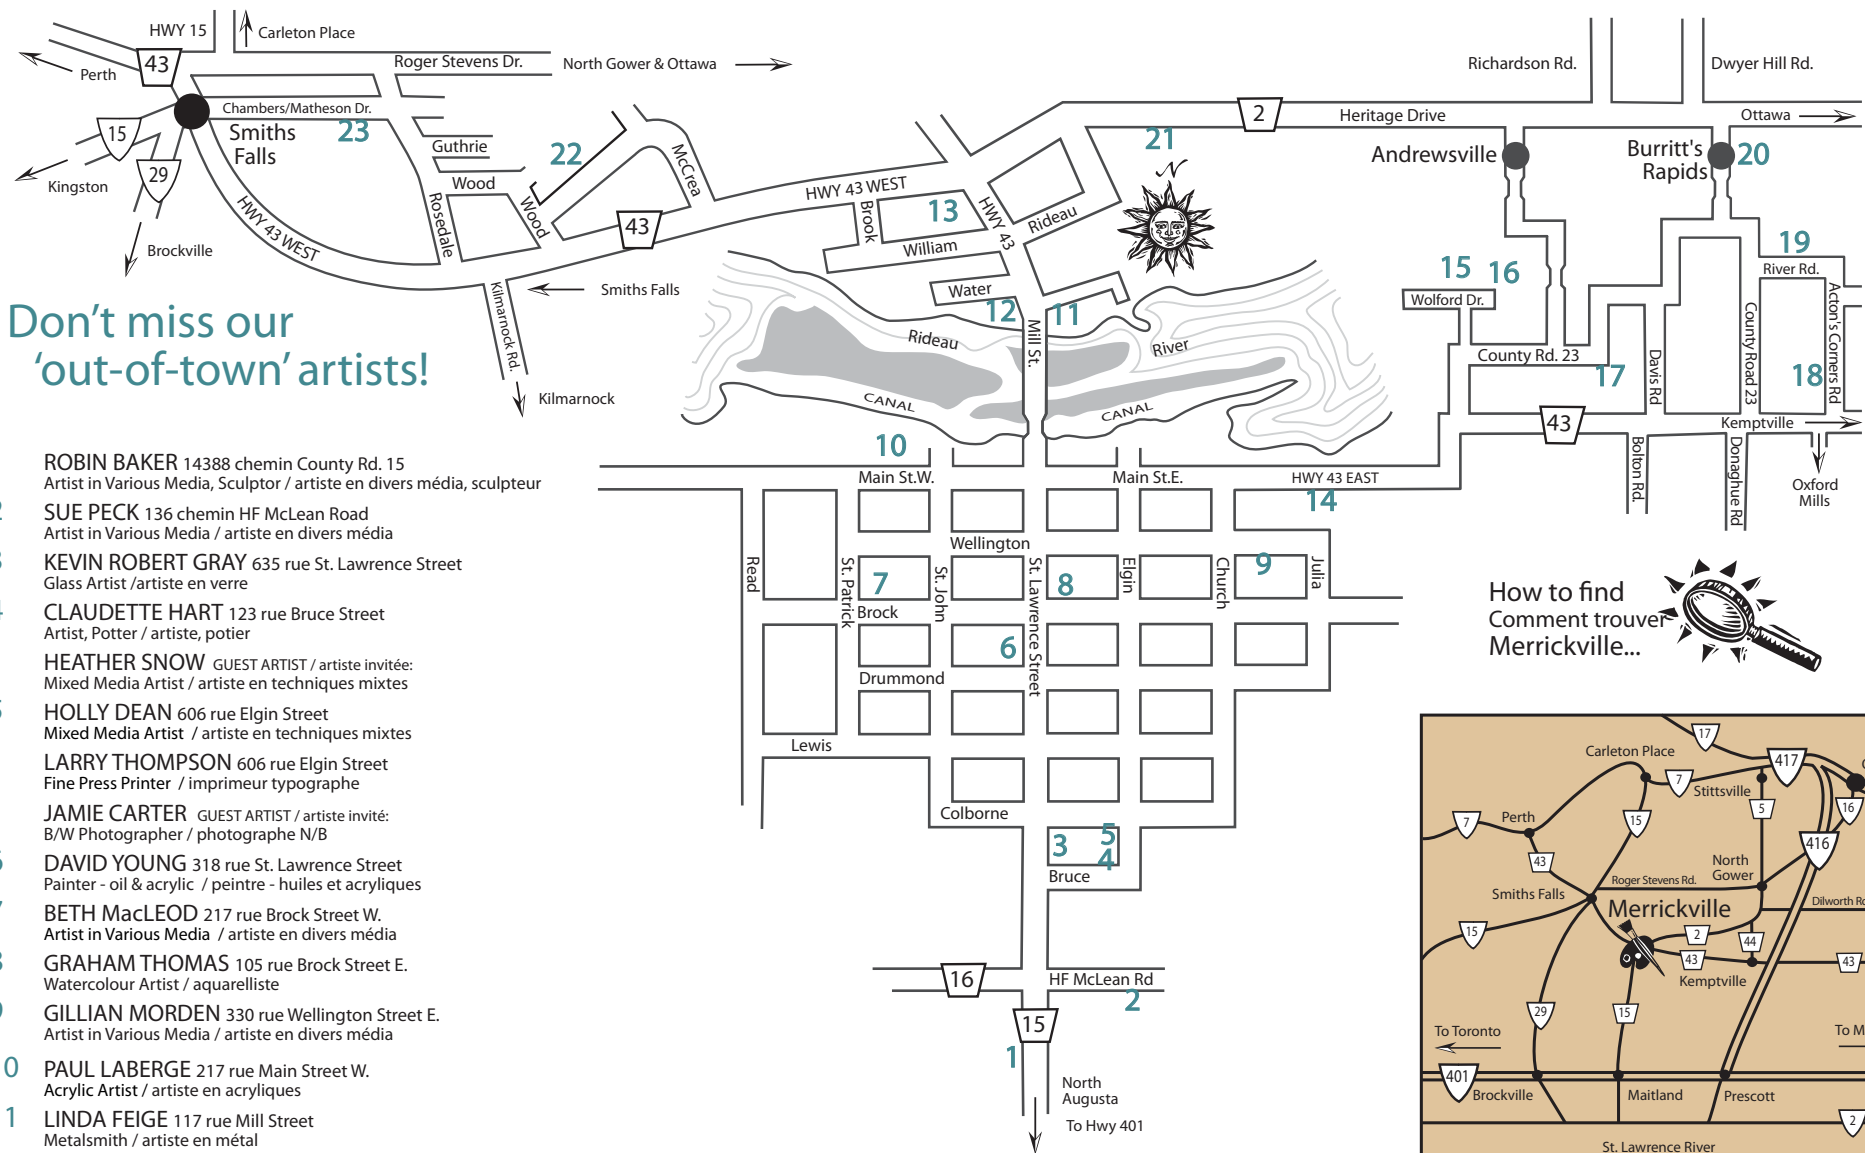 HWY 15
Carleton Place
43
Perth
Roger Stevens Dr.
North Gower & Ottawa
Chambers/Matheson Dr.
15
Smiths
Falls
23
29
Kingston
Brockville
HWY 43 WEST
Guthrie
Wood
Rosedale
Wood
22
McCrea
43
HWY 43 WEST
Brook
13
William
HWY 43
Rideau
Water
12
11
Mill St.
Kilmarnock Rd.
Smiths Falls
Kilmarnock
21
N
2
Heritage Drive
Richardson Rd.
Dwyer Hill Rd.
Ottawa
Andrewsville
Burritt's
Rapids
20
19
River Rd.
15
16
Wolford Dr.
County Rd. 23
17
Davis Rd
County Road 23
18
Acton's Corners Rd
43
Kemptville
Bolton Rd.
Donaghue Rd
Oxford
Mills
Rideau
River
CANAL
CANAL
10
Main St.W.
Main St.E.
HWY 43 EAST
14
Wellington
Read
St. Patrick
7
St. John
St. Lawrence Street
8
Elgin
Church
9
Julia
Brock
6
Drummond
Lewis
Colborne
3
5
4
Bruce
16
HF McLean Rd
2
15
1
North
Augusta
To Hwy 401
Don't miss our
'out-of-town' artists!
ROBIN BAKER 14388 chemin County Rd. 15
Artist in Various Media, Sculptor / artiste en divers média, sculpteur
2 SUE PECK 136 chemin HF McLean Road
Artist in Various Media / artiste en divers média
3 KEVIN ROBERT GRAY 635 rue St. Lawrence Street
Glass Artist /artiste en verre
4 CLAUDETTE HART 123 rue Bruce Street
Artist, Potter / artiste, potier
HEATHER SNOW GUEST ARTIST / artiste invitée:
Mixed Media Artist / artiste en techniques mixtes
5 HOLLY DEAN 606 rue Elgin Street
Mixed Media Artist / artiste en techniques mixtes
LARRY THOMPSON 606 rue Elgin Street
Fine Press Printer / imprimeur typographe
JAMIE CARTER GUEST ARTIST / artiste invité:
B/W Photographer / photographe N/B
6 DAVID YOUNG 318 rue St. Lawrence Street
Painter - oil & acrylic / peintre - huiles et acryliques
7 BETH MacLEOD 217 rue Brock Street W.
Artist in Various Media / artiste en divers média
8 GRAHAM THOMAS 105 rue Brock Street E.
Watercolour Artist / aquarelliste
9 GILLIAN MORDEN 330 rue Wellington Street E.
Artist in Various Media / artiste en divers média
0 PAUL LABERGE 217 rue Main Street W.
Acrylic Artist / artiste en acryliques
1 LINDA FEIGE 117 rue Mill Street
Metalsmith / artiste en métal
How to find
Comment trouver
Merrickville...
17
Carleton Place
417
7
Stittsville
7
Perth
15
5
16
416
43
North
Gower
Smiths Falls
Roger Stevens Rd.
Merrickville
Dilworth Rd
15
2
44
43
43
Kemptville
29
15
To Toronto
To M
401
Brockville
Maitland
Prescott
2
St. Lawrence River